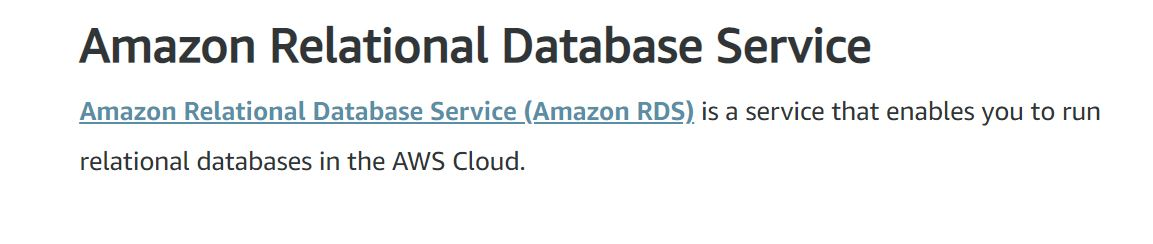 Amazon Relational Database Service
Amazon Relational Database Service (Amazon RDS) is a service that enables you to run
relational databases in the AWS Cloud.